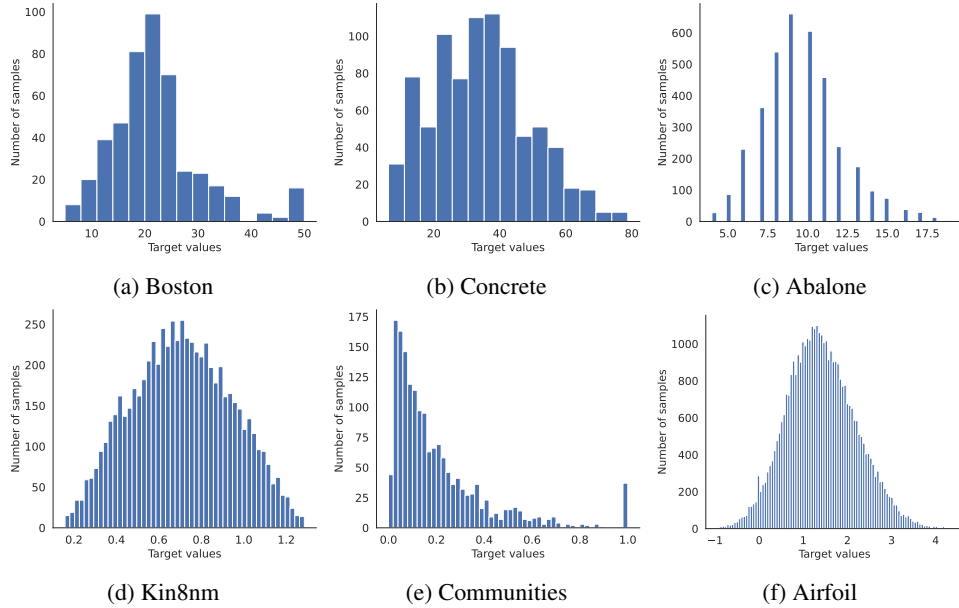 100
80
60
40
20
0
Number of samples
10 20 30 40 50
Target values
(a) Boston
100
80
60
40
20
0
Number of samples
20 40 60 80
Target values
(b) Concrete
600
500
400
300
200
100
0
Number of samples
5.0 7.5 10.0 12.5 15.0 17.5
Target values
(c) Abalone
250
200
150
100
50
0
Number of samples
0.2 0.4 0.6 0.8 1.0 1.2
Target values
(d) Kin8nm
175
150
125
100
75
50
25
0
Number of samples
0.0 0.2 0.4 0.6 0.8 1.0
Target values
(e) Communities
1000
800
600
400
200
0
Number of samples
−1 0 1 2 3 4
Target values
(f) Airfoil